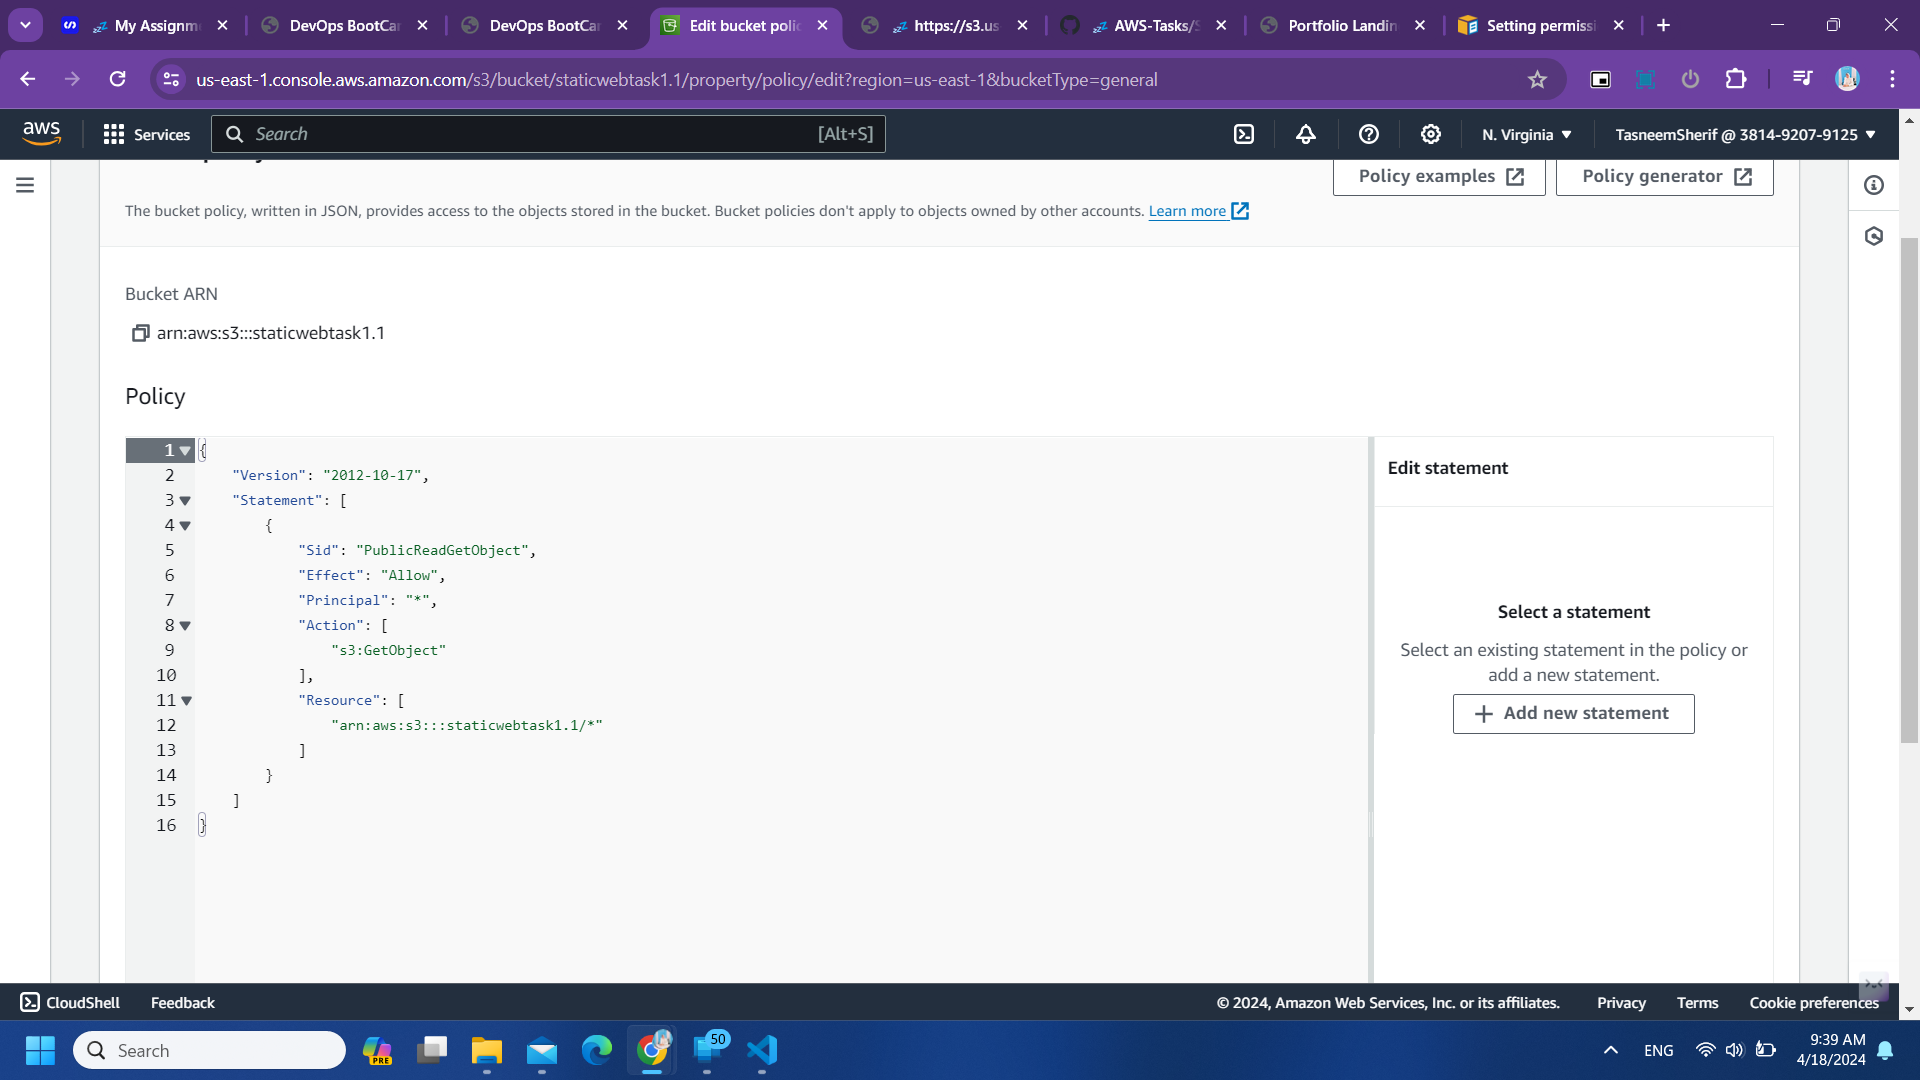 My Assignm
DevOps BootCa
DevOps BootCa
Edit bucket polic
https://s3.us-
AWS-Tasks/S
Portfolio Landin
Setting permissi
us-east-1.console.aws.amazon.com/s3/bucket/staticwebtask1.1/property/policy/edit?region=us-east-1&bucketType=general
aws
Services
Search
[Alt+S]
N. Virginia
TasneemSherif @ 3814-9207-9125
Policy examples
Policy generator
The bucket policy, written in JSON, provides access to the objects stored in the bucket. Bucket policies don't apply to objects owned by other accounts. Learn more
Bucket ARN
arn:aws:s3:::staticwebtask1.1
Policy
1 {
2 "Version": "2012-10-17",
3 "Statement": [
4 {
5 "Sid": "PublicReadGetObject",
6 "Effect": "Allow",
7 "Principal": "*",
8 "Action": [
9 "s3:GetObject"
10 ],
11 "Resource": [
12 "arn:aws:s3:::staticwebtask1.1/*"
13 ]
14 }
15 ]
16 }
Edit statement
Select a statement
Select an existing statement in the policy or
add a new statement.
Add new statement
CloudShell
Feedback
© 2024, Amazon Web Services, Inc. or its affiliates.
Privacy
Terms
Cookie preferences
Search
PRE
50
ENG
9:39 AM
4/18/2024